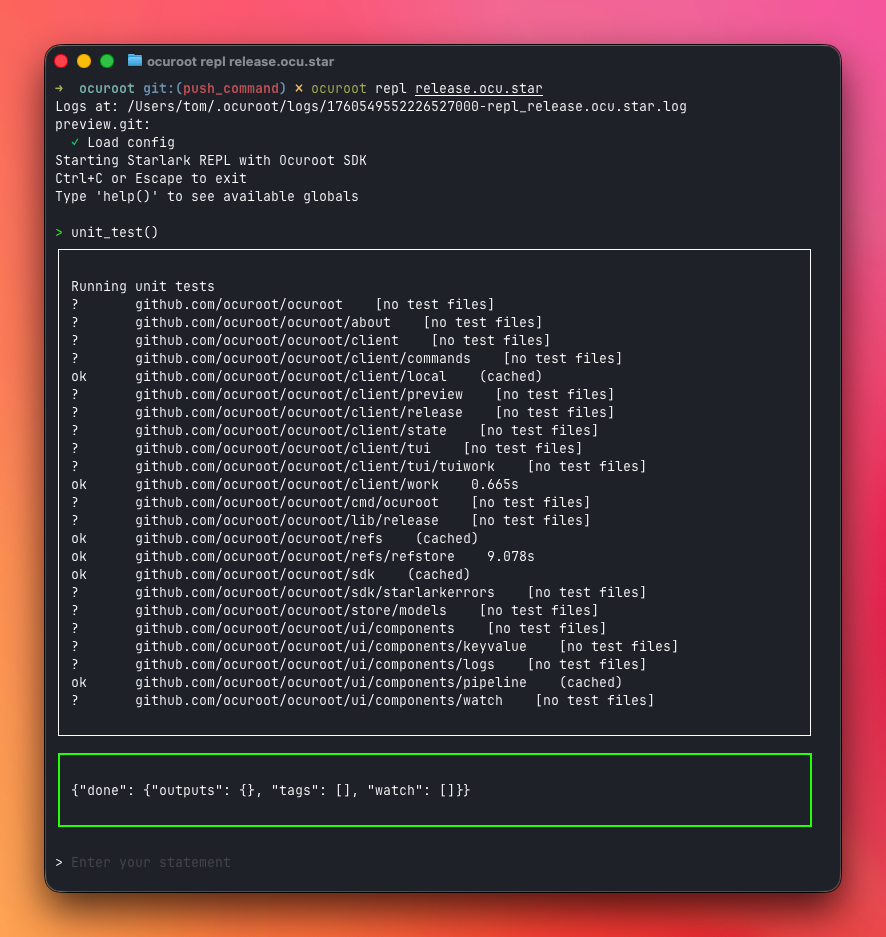 ocuroot repl release.ocu.star
→ ocuroot git:(push_command) × ocuroot repl release.ocu.star
Logs at: /Users/tom/.ocuroot/logs/1760549552226527000-repl_release.ocu.star.log
preview.git:
✓ Load config
Starting Starlark REPL with Ocuroot SDK
Ctrl+C or Escape to exit
Type 'help()' to see available globals
> unit_test()
Running unit tests
? github.com/ocuroot/ocuroot [no test files]
? github.com/ocuroot/ocuroot/about [no test files]
? github.com/ocuroot/ocuroot/client [no test files]
? github.com/ocuroot/ocuroot/client/commands [no test files]
ok github.com/ocuroot/ocuroot/client/local (cached)
? github.com/ocuroot/ocuroot/client/preview [no test files]
? github.com/ocuroot/ocuroot/client/release [no test files]
? github.com/ocuroot/ocuroot/client/state [no test files]
? github.com/ocuroot/ocuroot/client/tui [no test files]
? github.com/ocuroot/ocuroot/client/tui/tuiwork [no test files]
ok github.com/ocuroot/ocuroot/client/work 0.665s
? github.com/ocuroot/ocuroot/cmd/ocuroot [no test files]
? github.com/ocuroot/ocuroot/lib/release [no test files]
ok github.com/ocuroot/ocuroot/refs (cached)
ok github.com/ocuroot/ocuroot/refs/refstore 9.078s
ok github.com/ocuroot/ocuroot/sdk (cached)
? github.com/ocuroot/ocuroot/sdk/starlarkerrors [no test files]
? github.com/ocuroot/ocuroot/store/models [no test files]
? github.com/ocuroot/ocuroot/ui/components [no test files]
? github.com/ocuroot/ocuroot/ui/components/keyvalue [no test files]
? github.com/ocuroot/ocuroot/ui/components/logs [no test files]
ok github.com/ocuroot/ocuroot/ui/components/pipeline (cached)
? github.com/ocuroot/ocuroot/ui/components/watch [no test files]
{"done": {"outputs": {}, "tags": [], "watch": []}}
> Enter your statement